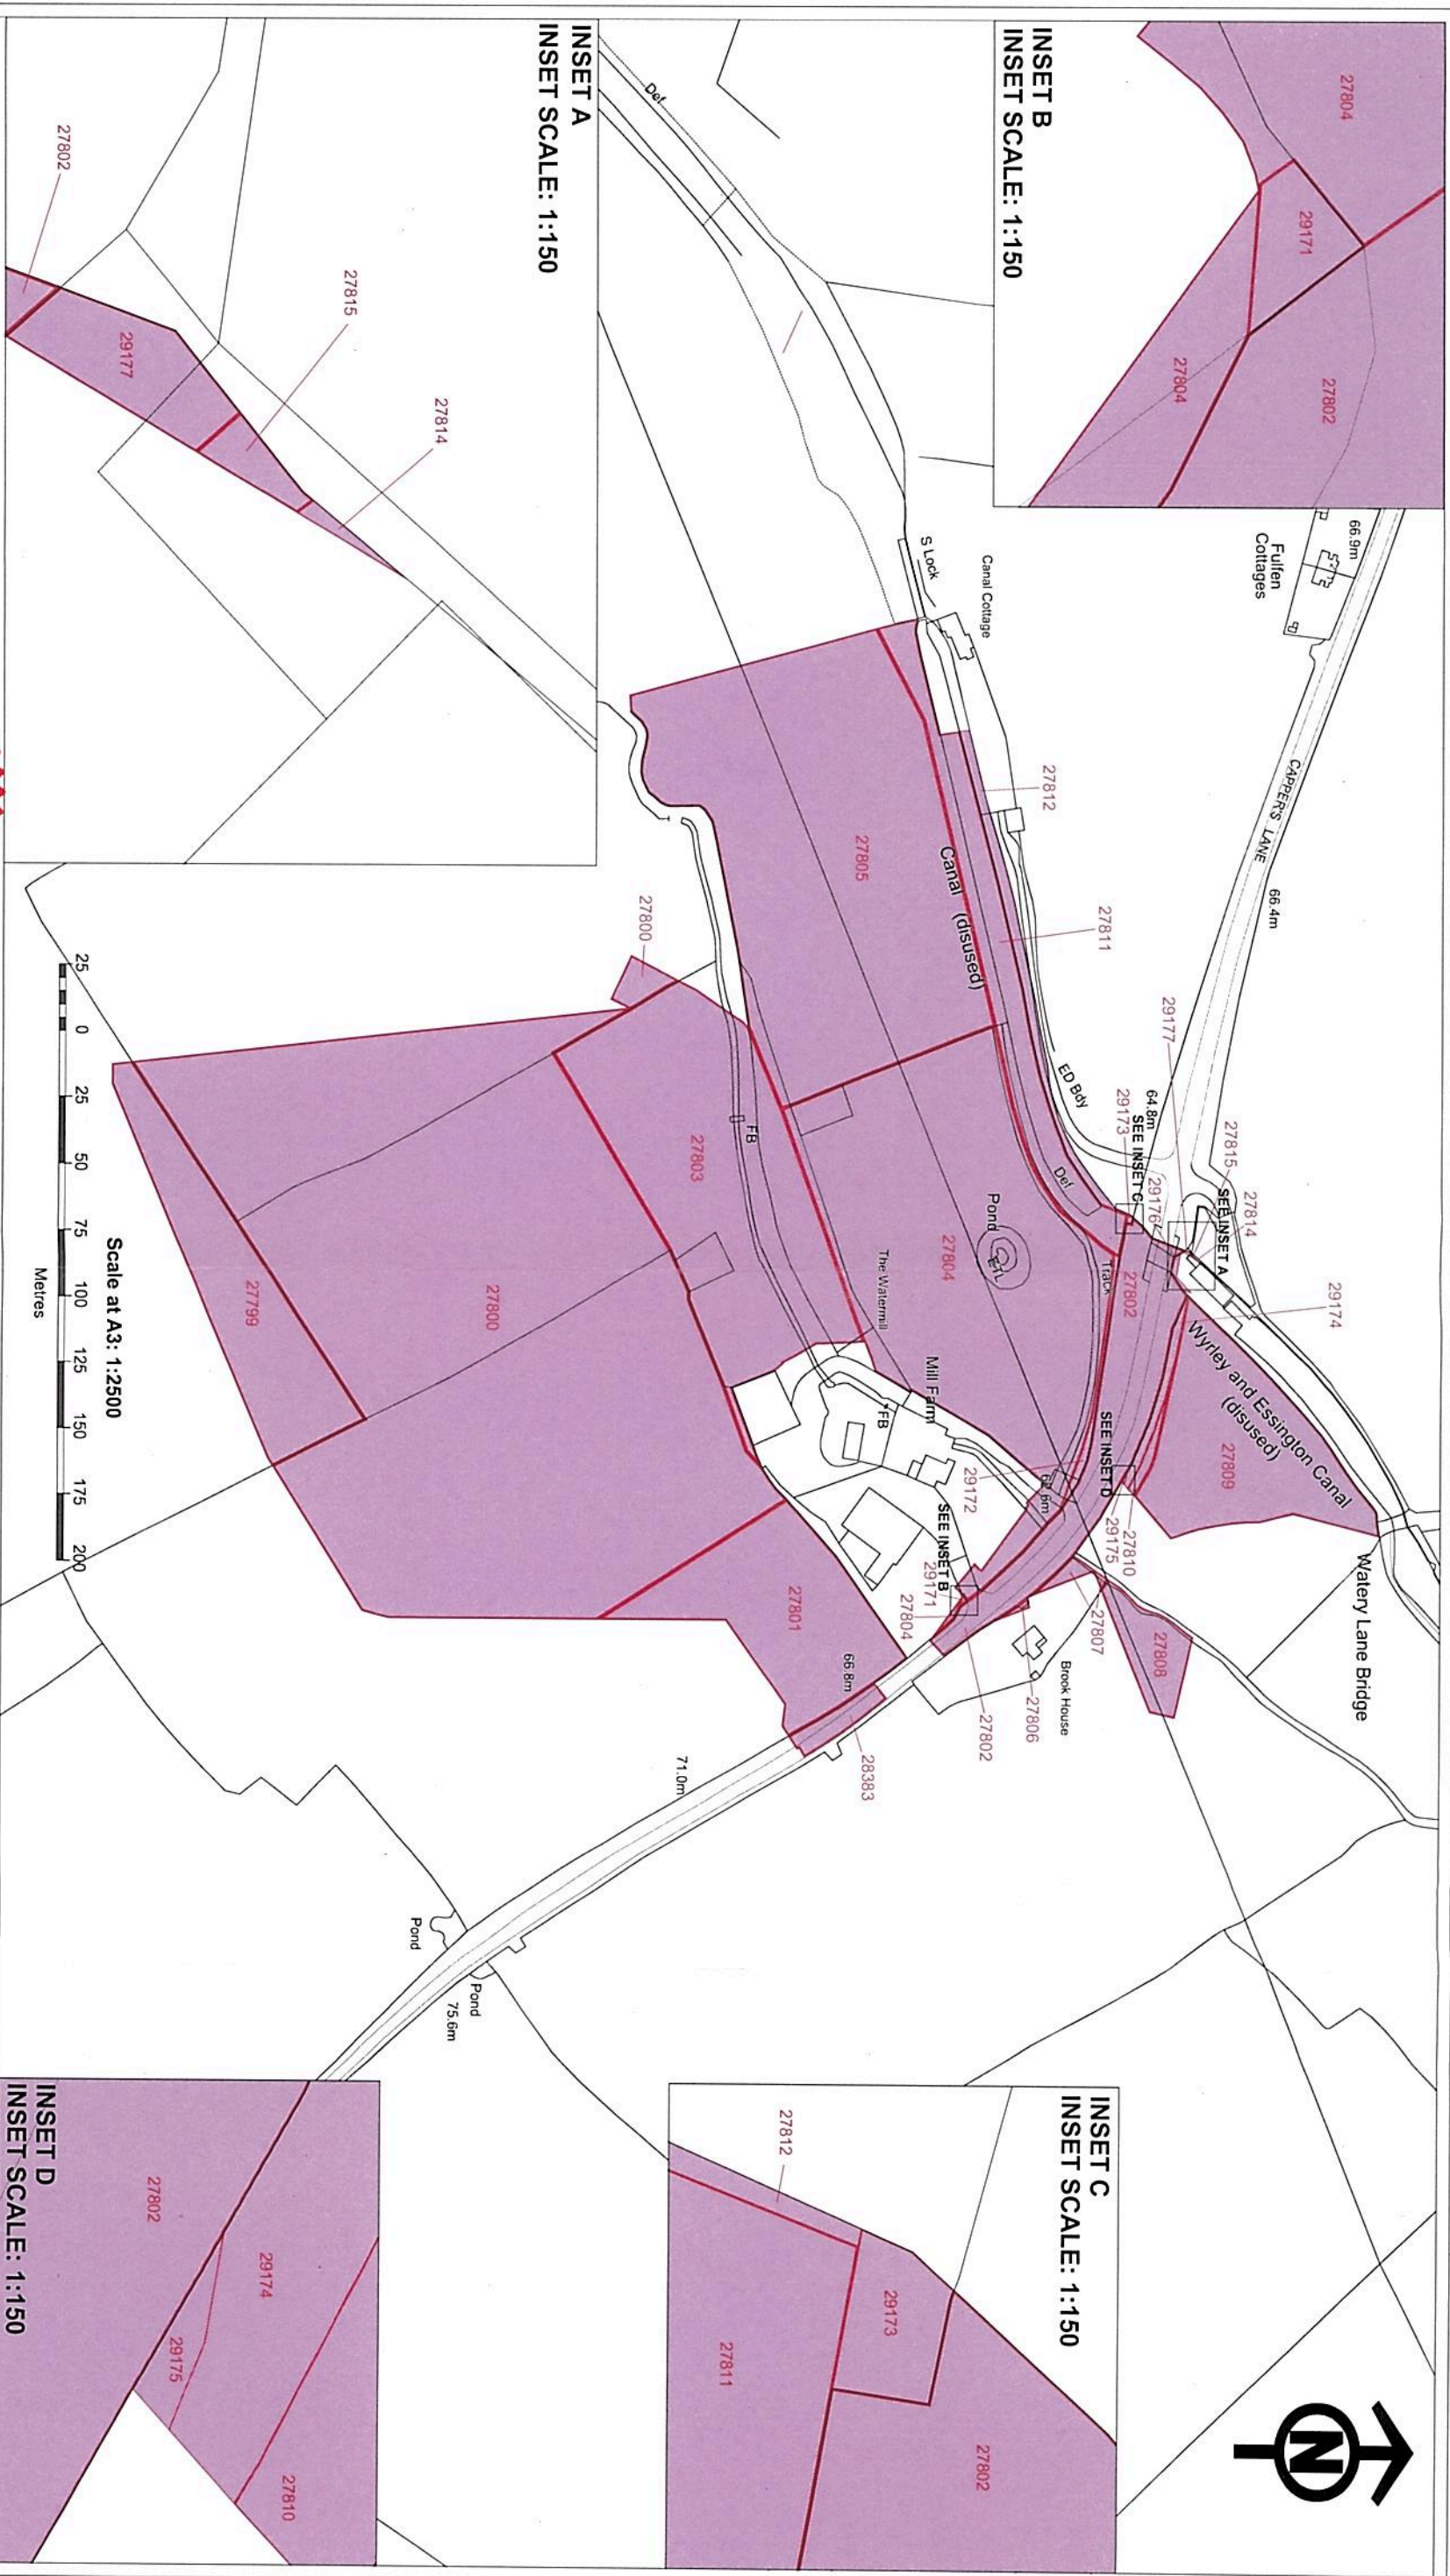 INSET B
INSET SCALE: 1:150
27804
29171
27802
27804
INSET A
INSET SCALE: 1:150
27802
29177
27815
27814
INSET C
INSET SCALE: 1:150
27812
29173
27811
27802
INSET D
INSET SCALE: 1:150
27802
29174
29175
27810
N
66.9m
Fulfen
Cottages
CAPPER'S LANE
66.4m
Def
S Lock
Canal Cottage
27812
27811
Canal (disused)
27805
ED Bdy
64.8m
SEE INSET C
29173
29177
29176
27815
27814
SEE INSET A
29174
Wyrley and Essington Canal
(disused)
27809
Watery Lane Bridge
Def
Track
27802
Pond
ETL
27804
SEE INSET D
27810
29175
29172
62.6m
SEE INSET B
29171
27804
27807
27808
27806
Brook House
27802
Mill Farm
The Watermill
FB
FB
27803
27800
27800
27799
27801
66.8m
28383
71.0m
Pond
Pond
75.6m
25 0 25 50 75 100 125 150 175 200
Scale at A3: 1:2500
Metres